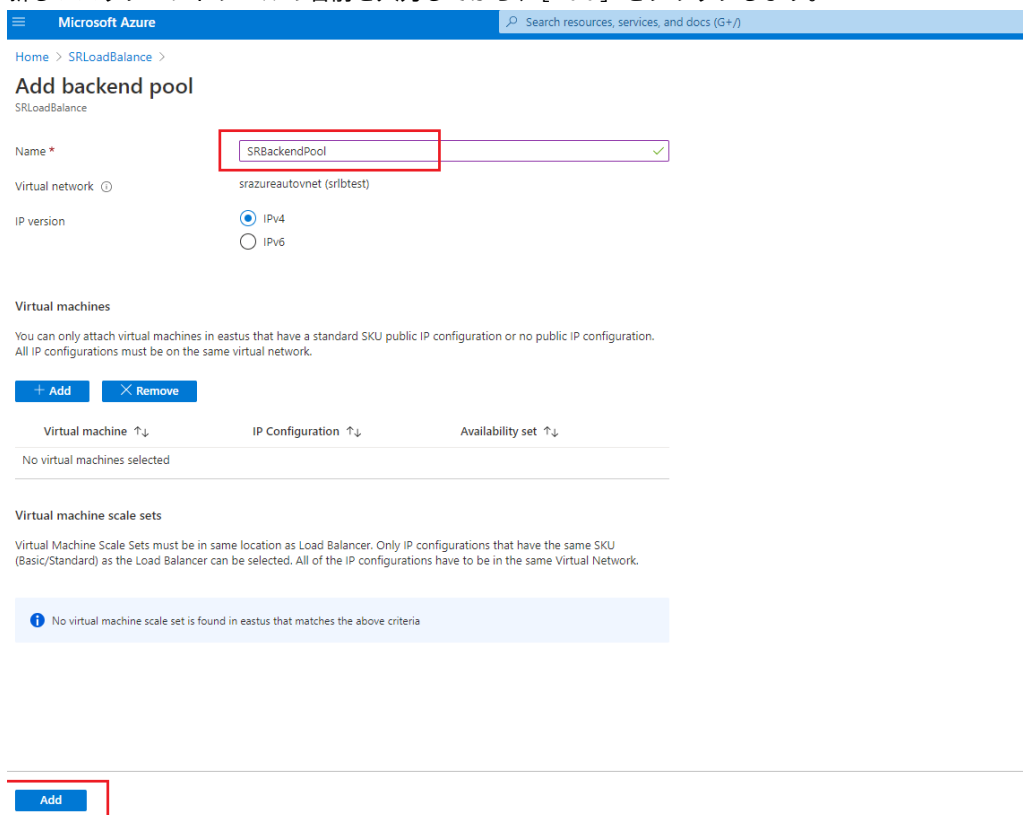 Microsoft Azure
Search resources, services, and docs (G+/)
Home > SRLoadBalance >
Add backend pool
SRLoadBalance
Name *
SRBackendPool
Virtual network
srazureautovnet (srlbtest)
IP version
IPv4
IPv6
Virtual machines
You can only attach virtual machines in eastus that have a standard SKU public IP configuration or no public IP configuration.
All IP configurations must be on the same virtual network.
+ Add
× Remove
Virtual machine ↑↓ IP Configuration ↑↓ Availability set ↑↓
No virtual machines selected
Virtual machine scale sets
Virtual Machine Scale Sets must be in same location as Load Balancer. Only IP configurations that have the same SKU
(Basic/Standard) as the Load Balancer can be selected. All of the IP configurations have to be in the same Virtual Network.
No virtual machine scale set is found in eastus that matches the above criteria
Add